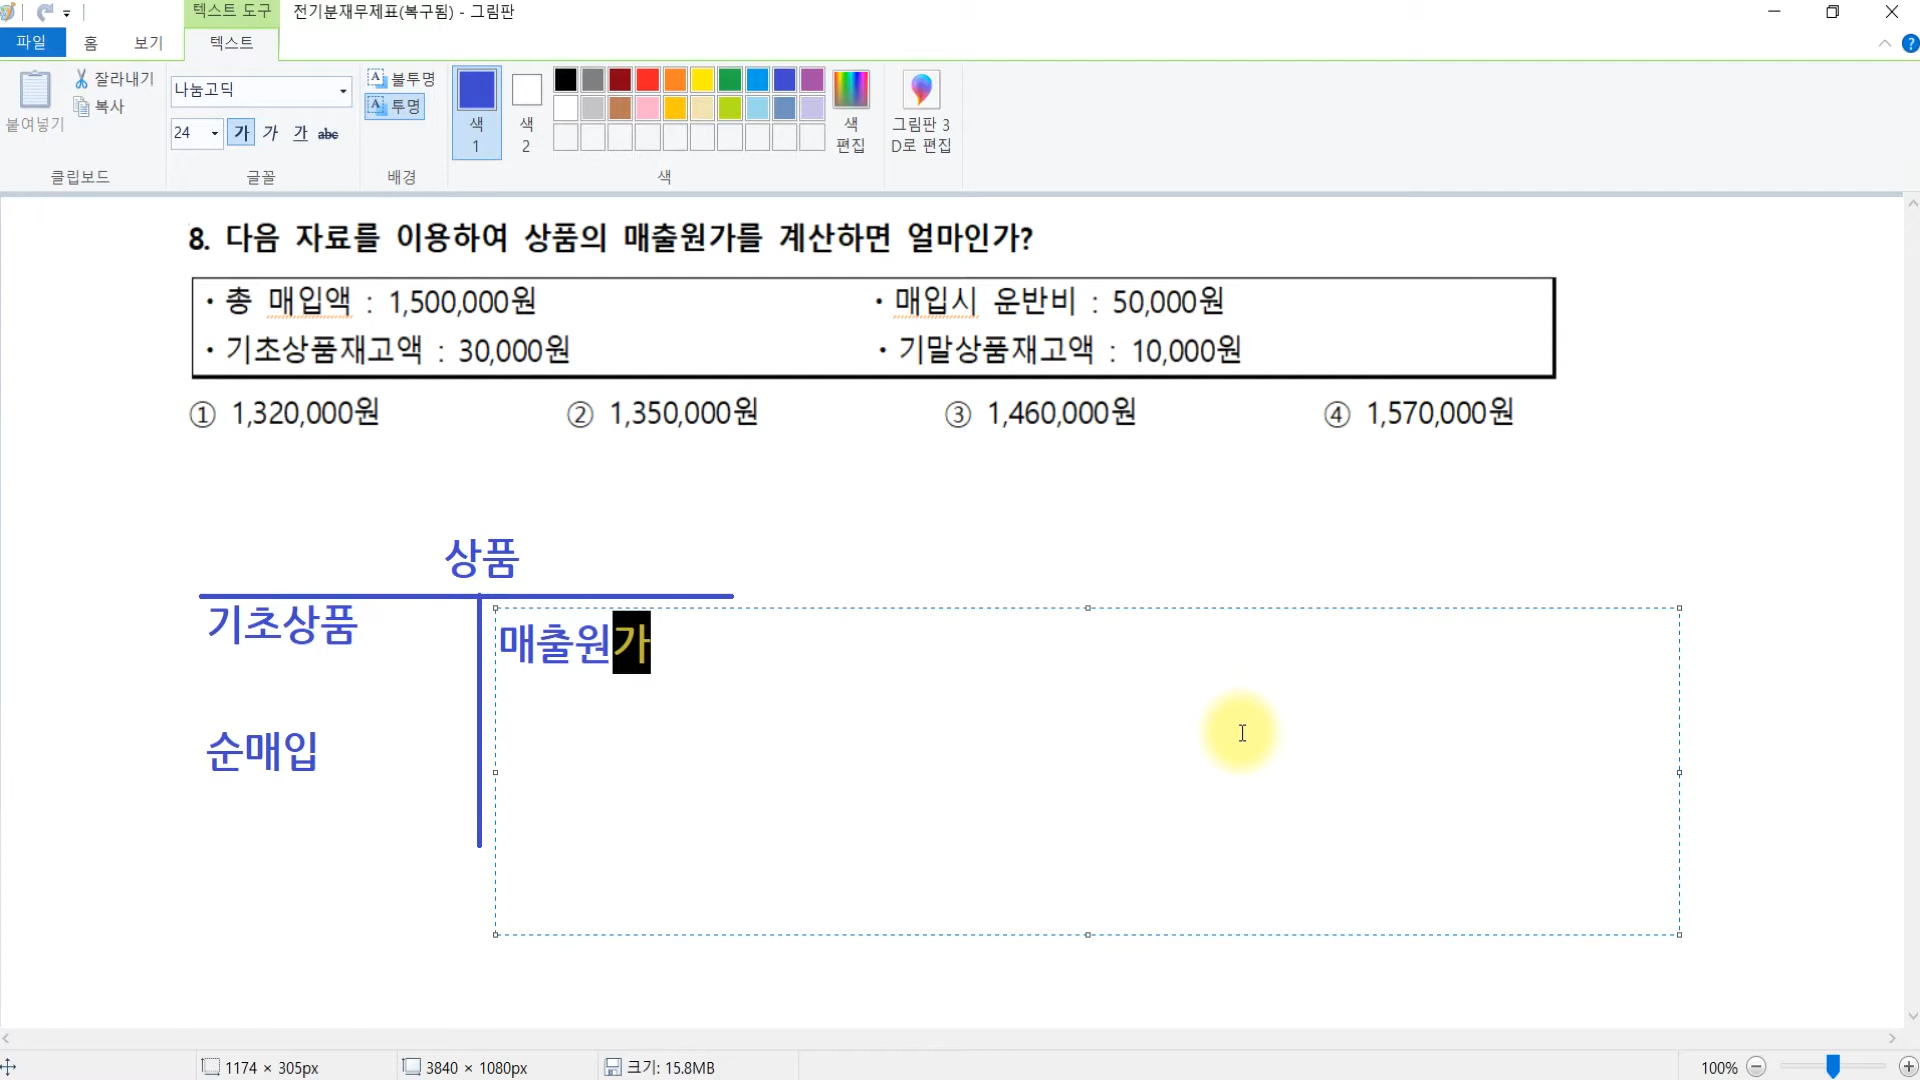 텍스트 도구
전기분재무제표(복구됨) - 그림판
파일 홈 보기 텍스트
붙여넣기
잘라내기
복사
클립보드
나눔고딕
24 가 가 가 abc
글꼴
불투명
투명
배경
색
1
색
2
색
편집
색
그림판 3
D로 편집
8. 다음 자료를 이용하여 상품의 매출원가를 계산하면 얼마인가?
• 총 매입액 : 1,500,000원 • 매입시 운반비 : 50,000원
• 기초상품재고액 : 30,000원 • 기말상품재고액 : 10,000원
① 1,320,000원 ② 1,350,000원 ③ 1,460,000원 ④ 1,570,000원
상품
기초상품 매출원가
순매입
1174 × 305px 3840 × 1080px 크기: 15.8MB 100%